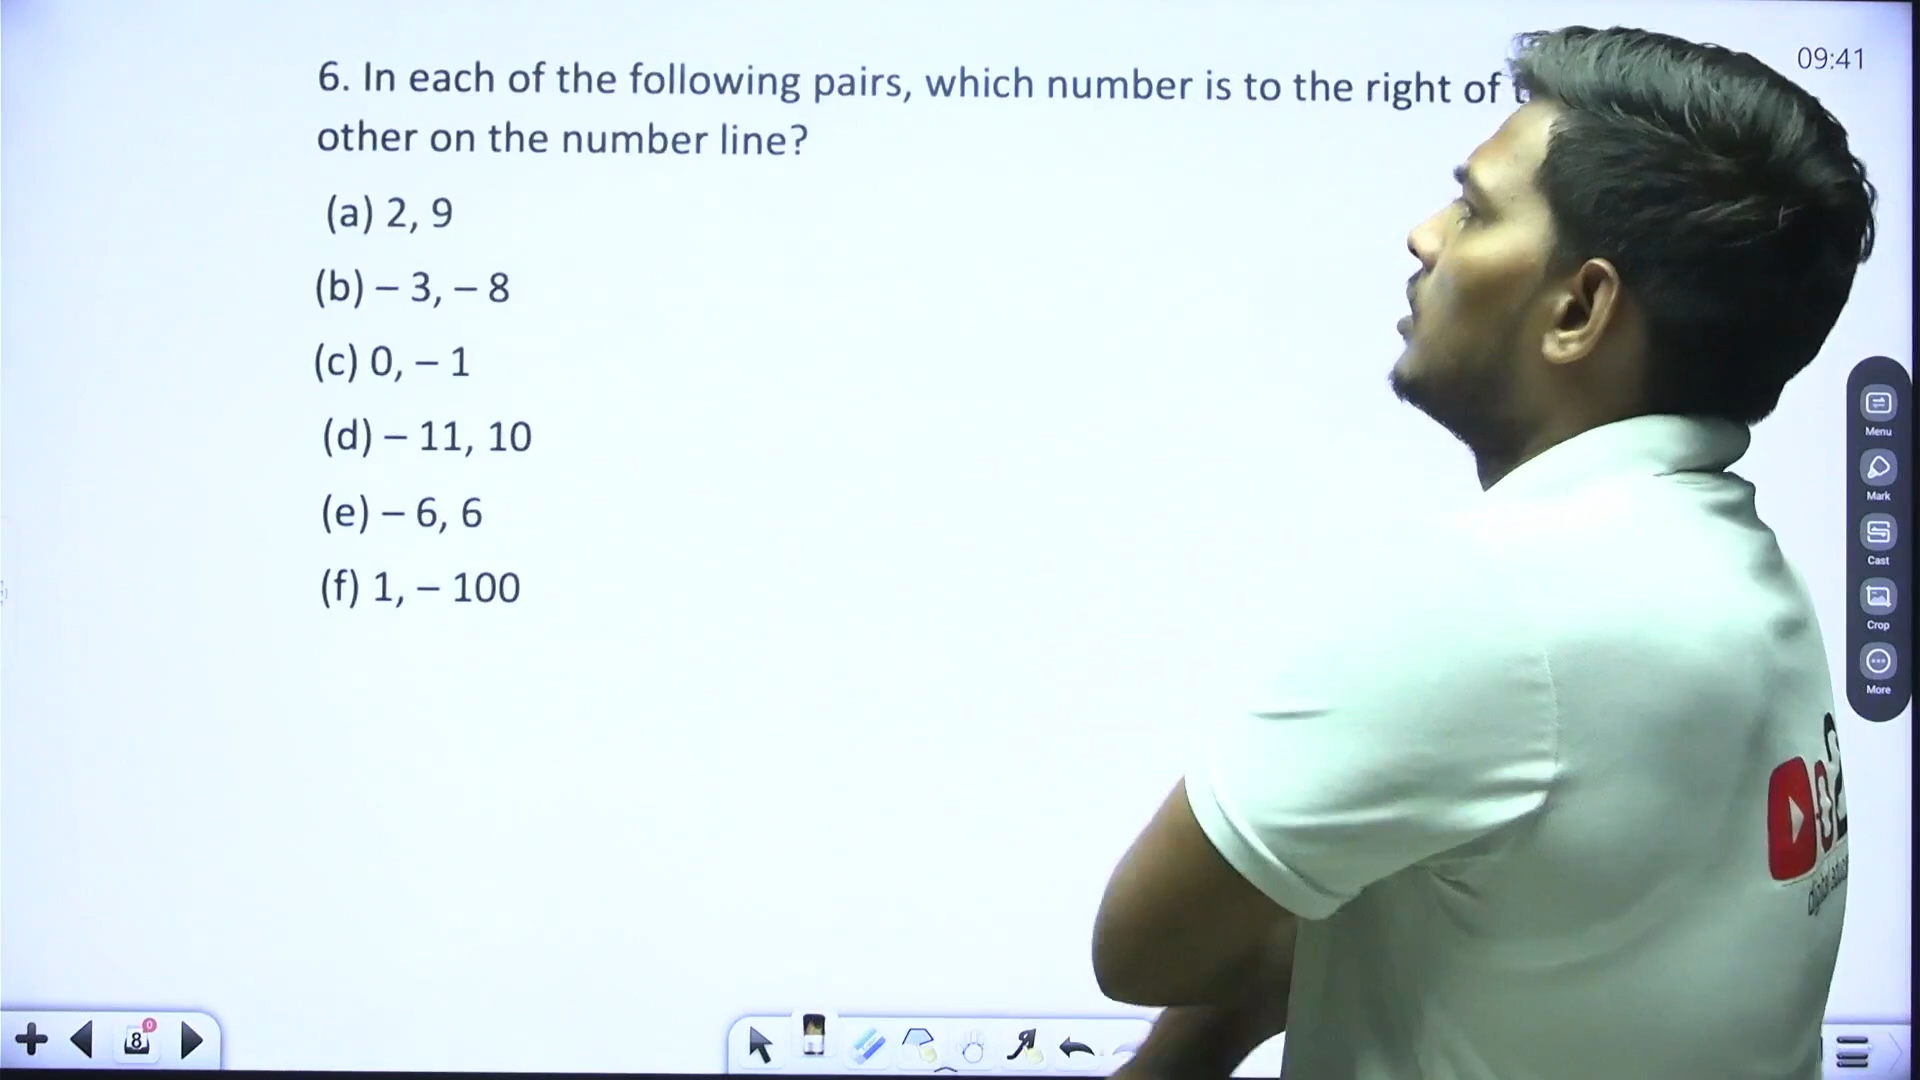 6. In each of the following pairs, which number is to the right of
other on the number line?
(a) 2, 9
(b) – 3, – 8
(c) 0, – 1
(d) – 11, 10
(e) – 6, 6
(f) 1, – 100
09:41
Menu
Mark
Cast
Crop
More
digital
8
0